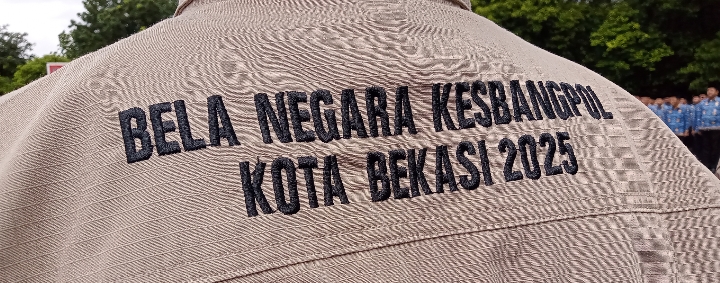 BELA NEGARA KESBANGPOL
KOTA BEKASI 2025